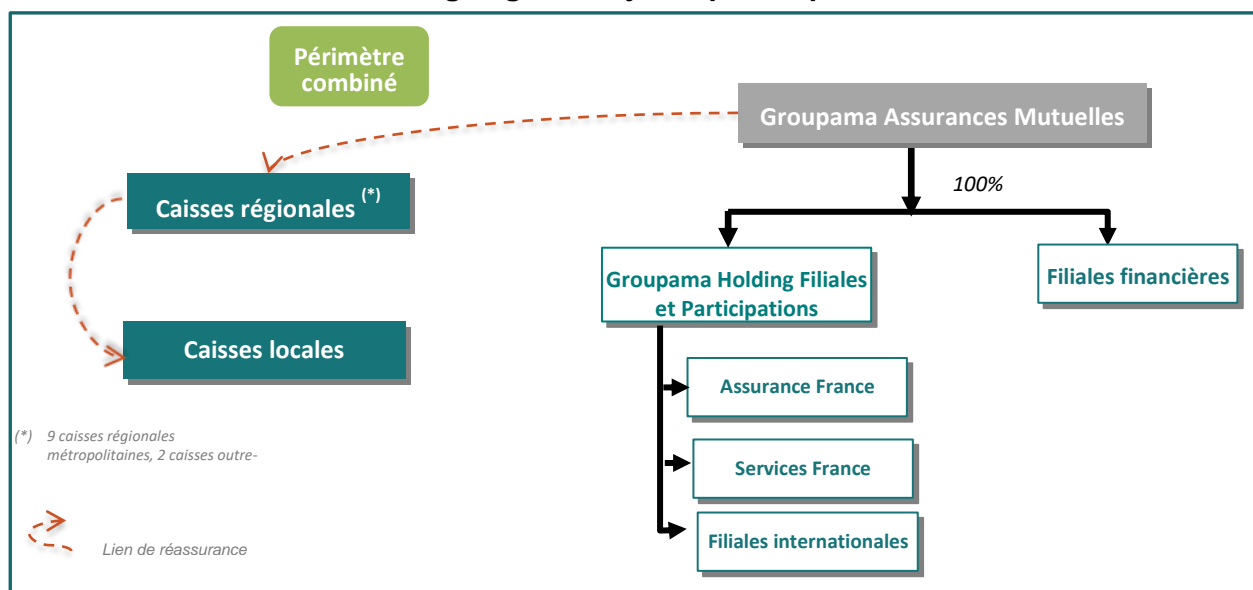 Périmètre
combiné
Groupama Assurances Mutuelles
100%
Caisses régionales (*)
Groupama Holding Filiales
et Participations
Filiales financières
Caisses locales
Assurance France
(*) 9 caisses régionales
métropolitaines, 2 caisses outre-
Services France
Filiales internationales
Lien de réassurance